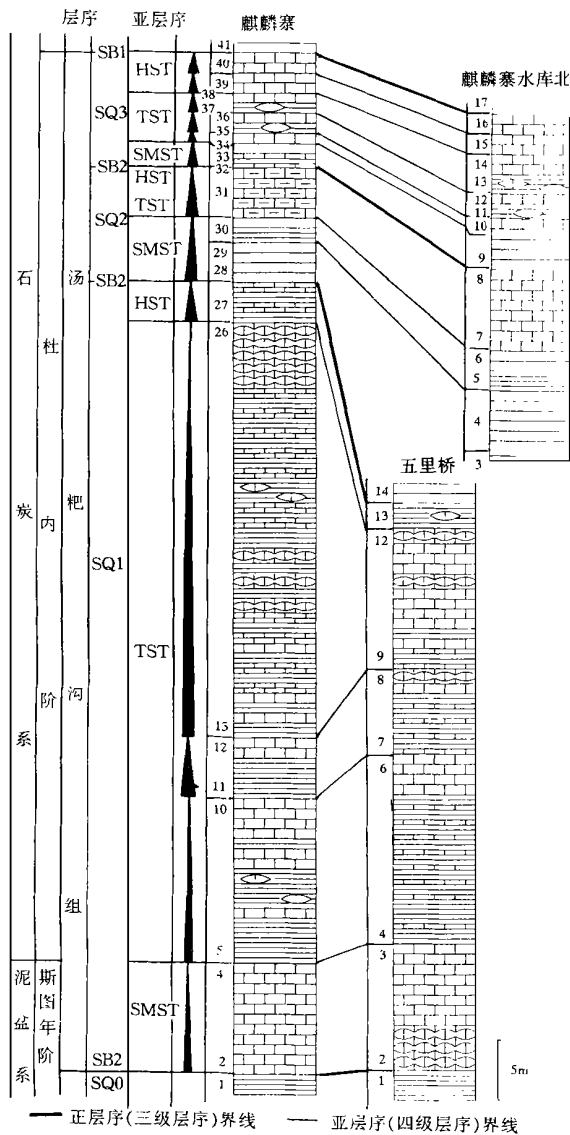 层序 亚层序 麒麟寨
麒麟寨水库北
五里桥
SB1
HST
SQ3
TST
SMST
SB2
HST
SQ2
TST
SMST
SB2
HST
SQ1
TST
SMST
SB2
SQ0
石炭系
泥盆系
杜内阶
斯图年阶
汤粑沟组
41
40
39
38
37
36
35
34
33
32
31
30
29
28
27
26
13
12
11
10
5
4
2
1
17
16
15
14
13
12
11
10
9
8
7
6
5
4
3
14
13
12
9
8
7
6
4
3
2
1
5m
正层序(三级层序)界线 亚层序(四级层序)界线